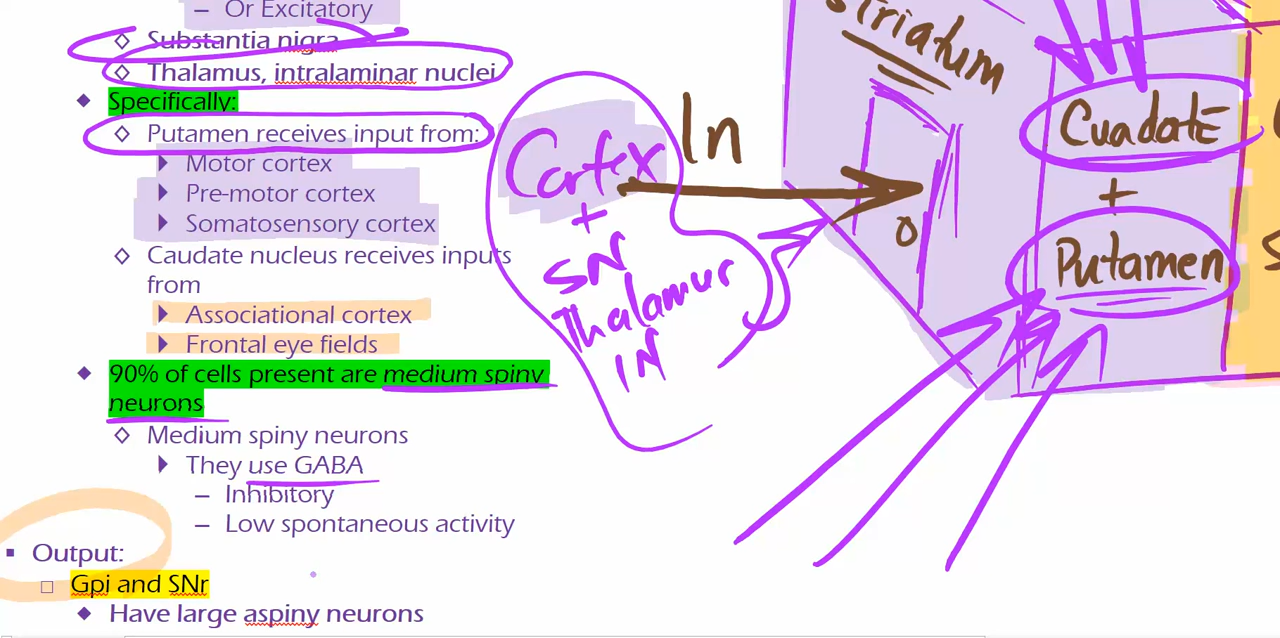 – Or Excitatory
◇ Substantia nigra
◇ Thalamus, intralaminar nuclei
◆ Specifically:
◇ Putamen receives input from:
▶ Motor cortex
▶ Pre-motor cortex
▶ Somatosensory cortex
◇ Caudate nucleus receives inputs
from
▶ Associational cortex
▶ Frontal eye fields
◆ 90% of cells present are medium spiny
neurons
◇ Medium spiny neurons
▶ They use GABA
– Inhibitory
– Low spontaneous activity
▪ Output:
□ Gpi and SNr
◆ Have large aspiny neurons
Cortex
+
SN
Thalamus
IN
In
Striatum
Cuadate
+
Putamen